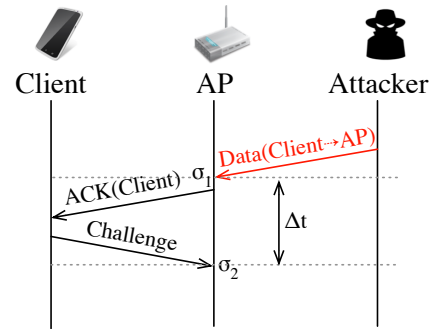 Client
AP
Attacker
Data(Client⇢AP)
σ1
ACK(Client)
Δt
Challenge
σ2